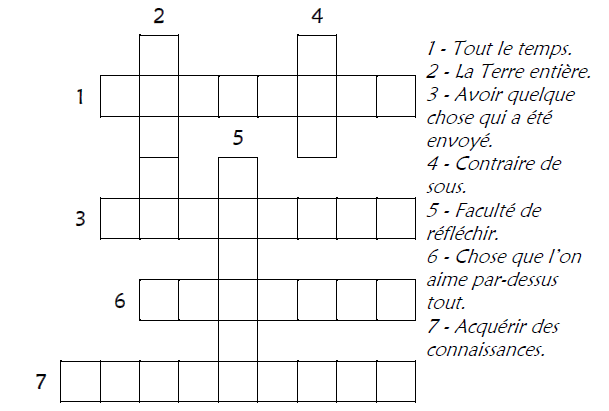 2
4
1 - Tout le temps.
2 - La Terre entière.
1
3 - Avoir quelque
chose qui a été
envoyé.
5
4 - Contraire de
sous.
3
5 - Faculté de
réfléchir.
6 - Chose que l'on
6
aime par-dessus
tout.
7 - Acquérir des
connaissances.
7